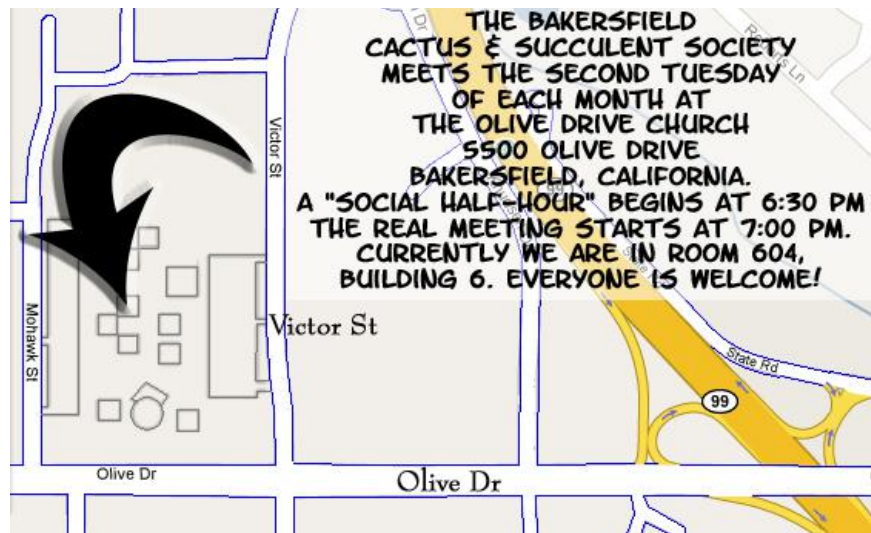 THE BAKERSFIELD
CACTUS & SUCCULENT SOCIETY
MEETS THE SECOND TUESDAY
OF EACH MONTH AT
THE OLIVE DRIVE CHURCH
5500 OLIVE DRIVE
BAKERSFIELD, CALIFORNIA.
A "SOCIAL HALF-HOUR" BEGINS AT 6:30 PM
THE REAL MEETING STARTS AT 7:00 PM.
CURRENTLY WE ARE IN ROOM 604,
BUILDING 6. EVERYONE IS WELCOME!
Dr
Roberts Ln
Victor St
Victor St
Mohawk St
State Rd
99
Olive Dr
Olive Dr